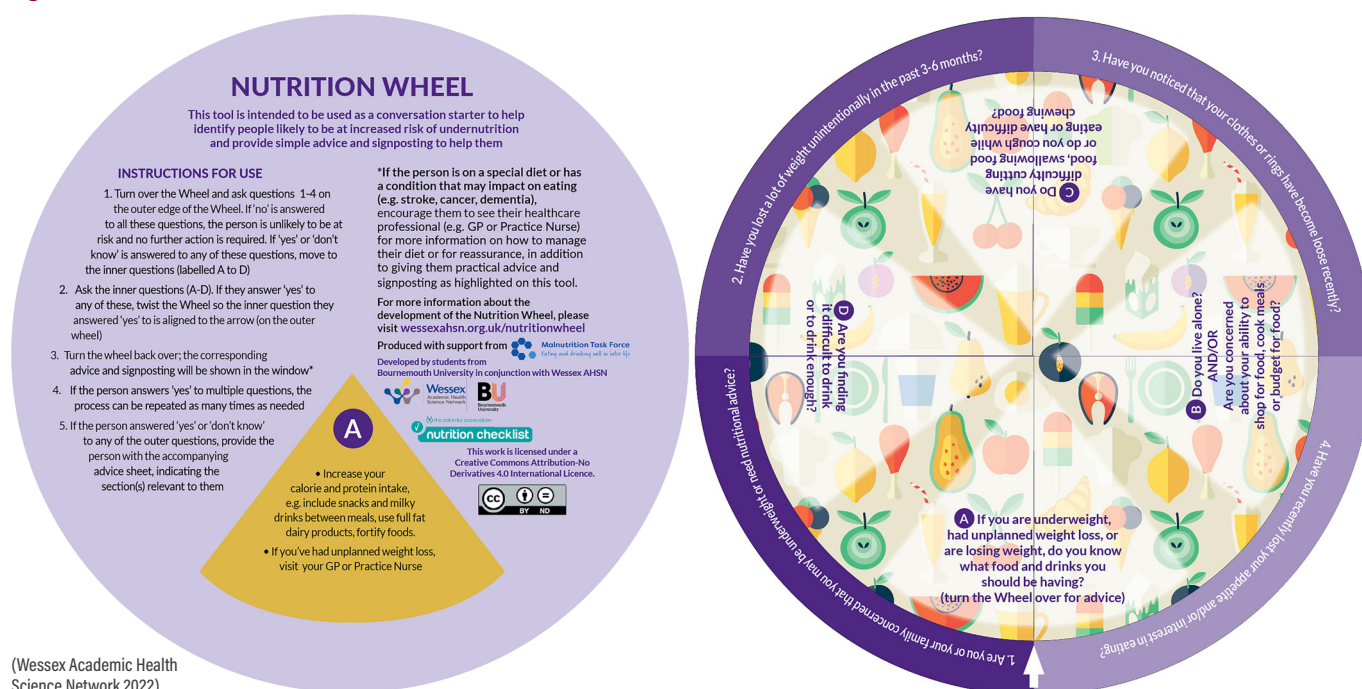 NUTRITION WHEEL
This tool is intended to be used as a conversation starter to help
identify people likely to be at increased risk of undernutrition
and provide simple advice and signposting to help them
INSTRUCTIONS FOR USE
1. Turn over the Wheel and ask questions 1-4 on
the outer edge of the Wheel. If 'no' is answered
to all these questions, the person is unlikely to be at
risk and no further action is required. If 'yes' or 'don't
know' is answered to any of these questions, move to
the inner questions (labelled A to D)
2. Ask the inner questions (A-D). If they answer 'yes' to
any of these, twist the Wheel so the inner question they
answered 'yes' to is aligned to the arrow (on the outer
wheel)
3. Turn the wheel back over; the corresponding
advice and signposting will be shown in the window*
4. If the person answers 'yes' to multiple questions, the
process can be repeated as many times as needed
5. If the person answered 'yes' or 'don't know'
to any of the outer questions, provide the
person with the accompanying
advice sheet, indicating the
section(s) relevant to them
*If the person is on a special diet or has
a condition that may impact on eating
(e.g. stroke, cancer, dementia),
encourage them to see their healthcare
professional (e.g. GP or Practice Nurse)
for more information on how to manage
their diet or for reassurance, in addition
to giving them practical advice and
signposting as highlighted on this tool.
For more information about the
development of the Nutrition Wheel, please
visit wessexahsn.org.uk/nutritionwheel
Produced with support from
Malnutrition Task Force
Eating and drinking well in later life
Developed by students from
Bournemouth University in conjunction with Wessex AHSN
Wessex
Academic Health
Science Network
BU
Bournemouth
University
the patients association
nutrition checklist
This work is licensed under a
Creative Commons Attribution-No
Derivatives 4.0 International Licence.
cc
BY ND
A
• Increase your
calorie and protein intake,
e.g. include snacks and milky
drinks between meals, use full fat
dairy products, fortify foods.
• If you've had unplanned weight loss,
visit your GP or Practice Nurse
(Wessex Academic Health
Science Network 2022)
1. Are you or your family concerned that you may be underweight or need nutritional advice?
2. Have you lost a lot of weight unintentionally in the past 3-6 months?
3. Have you noticed that your clothes or rings have become loose recently?
4. Have you recently lost your appetite and/or interest in eating?
A If you are underweight,
had unplanned weight loss, or
are losing weight, do you know
what food and drinks you
should be having?
(turn the Wheel over for advice)
B Do you live alone?
AND/OR
Are you concerned
about your ability to
shop for food, cook meals
or budget for food?
C Do you have
difficulty cutting
food, swallowing food
or do you cough while
eating or have difficulty
chewing food?
D Are you finding
it difficult to drink
or to drink enough?